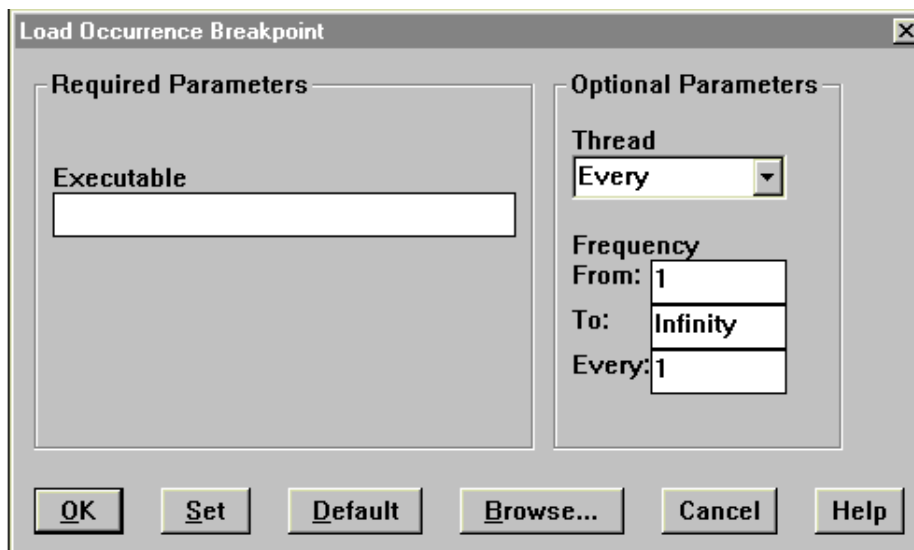 Load Occurrence Breakpoint
Required Parameters
Executable
Optional Parameters
Thread
Every
Frequency
From: 1
To: Infinity
Every: 1
OK Set Default Browse... Cancel Help